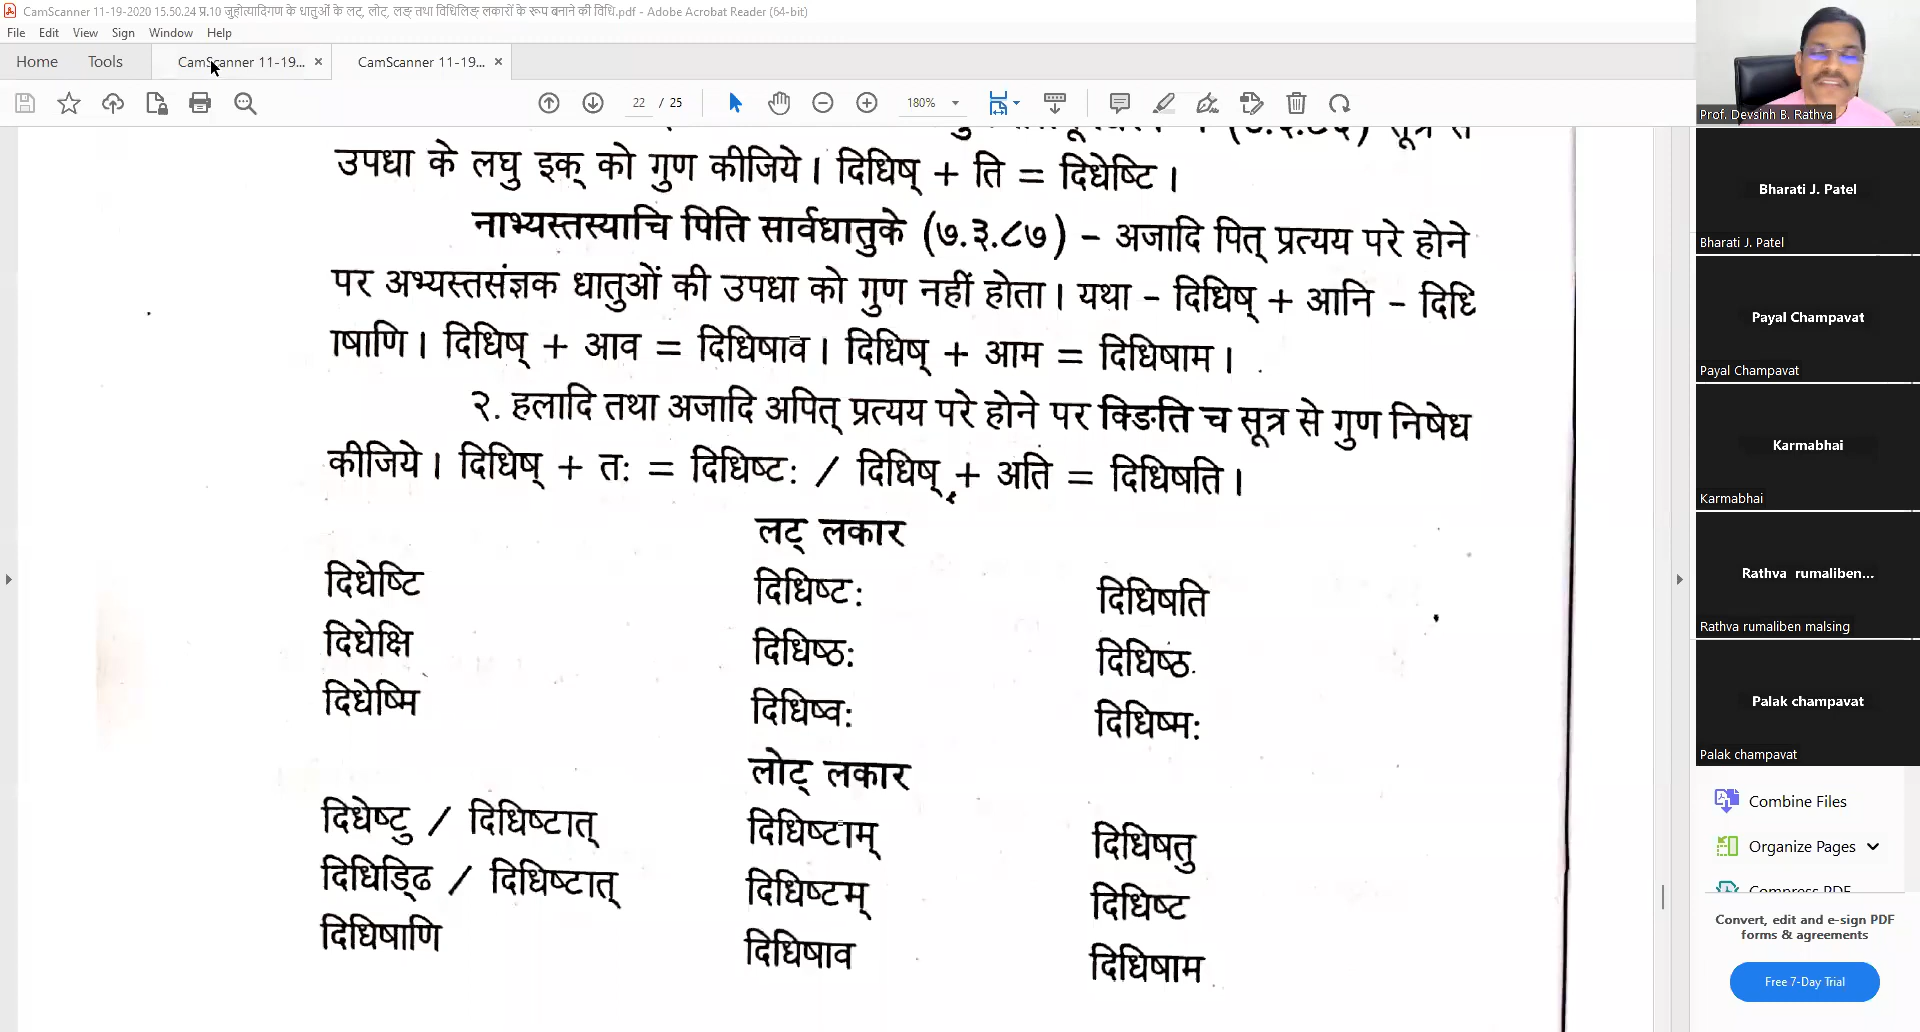 CamScanner 11-19-2020 15.50.24 प्र.10 जुहोत्यादिगण के धातुओं के लट्, लोट्, लङ् तथा विधिलिङ् लकारों के रूप बनाने की विधि.pdf - Adobe Acrobat Reader (64-bit)
File Edit View Sign Window Help
Home Tools CamScanner 11-19... × CamScanner 11-19... ×
22 / 25 180%
उपधा के लघु इक् को गुण कीजिये। दिधिष् + ति = दिधेष्टि।
नाभ्यस्तस्याचि पिति सार्वधातुके (७.३.८७) - अजादि पित् प्रत्यय परे होने
पर अभ्यस्तसंज्ञक धातुओं की उपधा को गुण नहीं होता। यथा - दिधिष् + आनि - दिधि
षाणि। दिधिष् + आव = दिधिषाव। दिधिष् + आम = दिधिषाम।
२. हलादि तथा अजादि अपित् प्रत्यय परे होने पर क्ङिति च सूत्र से गुण निषेध
कीजिये। दिधिष् + तः = दिधिष्टः / दिधिष् + अति = दिधिषति।
लट् लकार
दिधेष्टि दिधिष्टः दिधिषति
दिधेक्षि दिधिष्ठः दिधिष्ठ
दिधेष्मि दिधिष्वः दिधिष्मः
लोट् लकार
दिधेष्टु / दिधिष्टात् दिधिष्टाम् दिधिषतु
दिधिड्ढि / दिधिष्टात् दिधिष्टम् दिधिष्ट
दिधिषाणि दिधिषाव दिधिषाम
Prof. Devsinh B. Rathva
Bharati J. Patel
Bharati J. Patel
Payal Champavat
Payal Champavat
Karmabhai
Karmabhai
Rathva rumaliben...
Rathva rumaliben malsing
Palak champavat
Palak champavat
Combine Files
Organize Pages
Compress PDF
Convert, edit and e-sign PDF
forms & agreements
Free 7-Day Trial